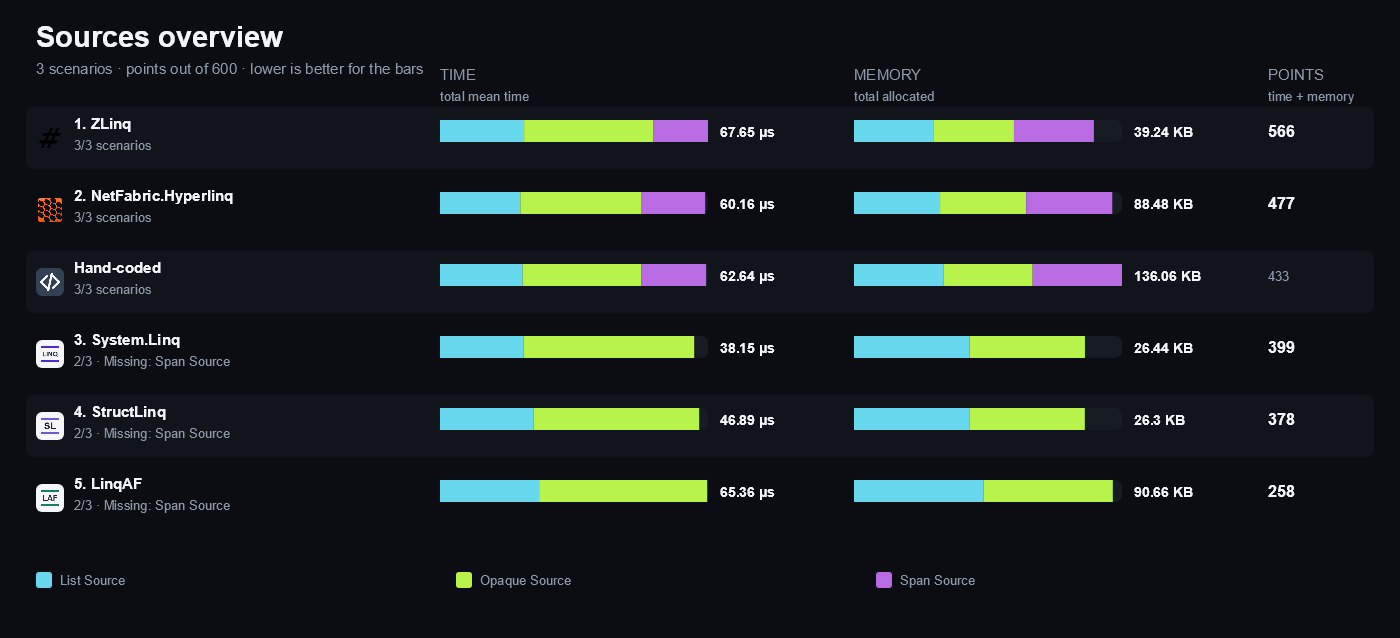 Sources overview
3 scenarios · points out of 600 · lower is better for the bars
TIME
total mean time
MEMORY
total allocated
POINTS
time + memory
1. ZLinq
3/3 scenarios
67.65 µs
39.24 KB
566
2. NetFabric.Hyperlinq
3/3 scenarios
60.16 µs
88.48 KB
477
Hand-coded
3/3 scenarios
62.64 µs
136.06 KB
433
LINQ
3. System.Linq
2/3 · Missing: Span Source
38.15 µs
26.44 KB
399
SL
4. StructLinq
2/3 · Missing: Span Source
46.89 µs
26.3 KB
378
LAF
5. LinqAF
2/3 · Missing: Span Source
65.36 µs
90.66 KB
258
List Source
Opaque Source
Span Source